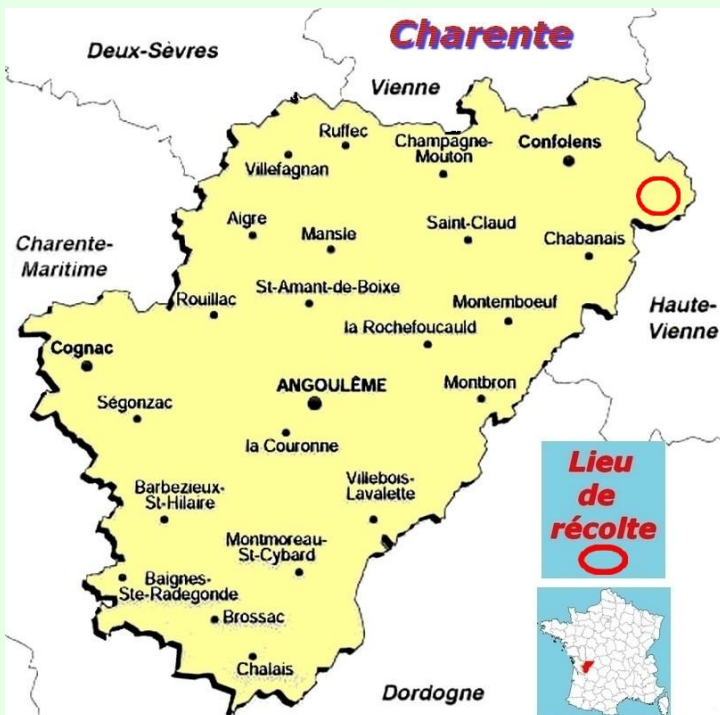 Charente
Deux-Sèvres
Vienne
Ruffec
Champagne-
Mouton
Confolens
Villefagnan
Aigre
Mansle
Saint-Claud
Chabanais
Charente-
Maritime
Rouillac
St-Amant-de-Boixe
Montemboeuf
Haute-
Vienne
la Rochefoucauld
Cognac
ANGOULÊME
Montbron
Ségonzac
la Couronne
Lieu
de
récolte
Barbezieux-
St-Hilaire
Villebois-
Lavalette
Montmoreau-
St-Cybard
Baignes-
Ste-Radegonde
Brossac
Chalais
Dordogne